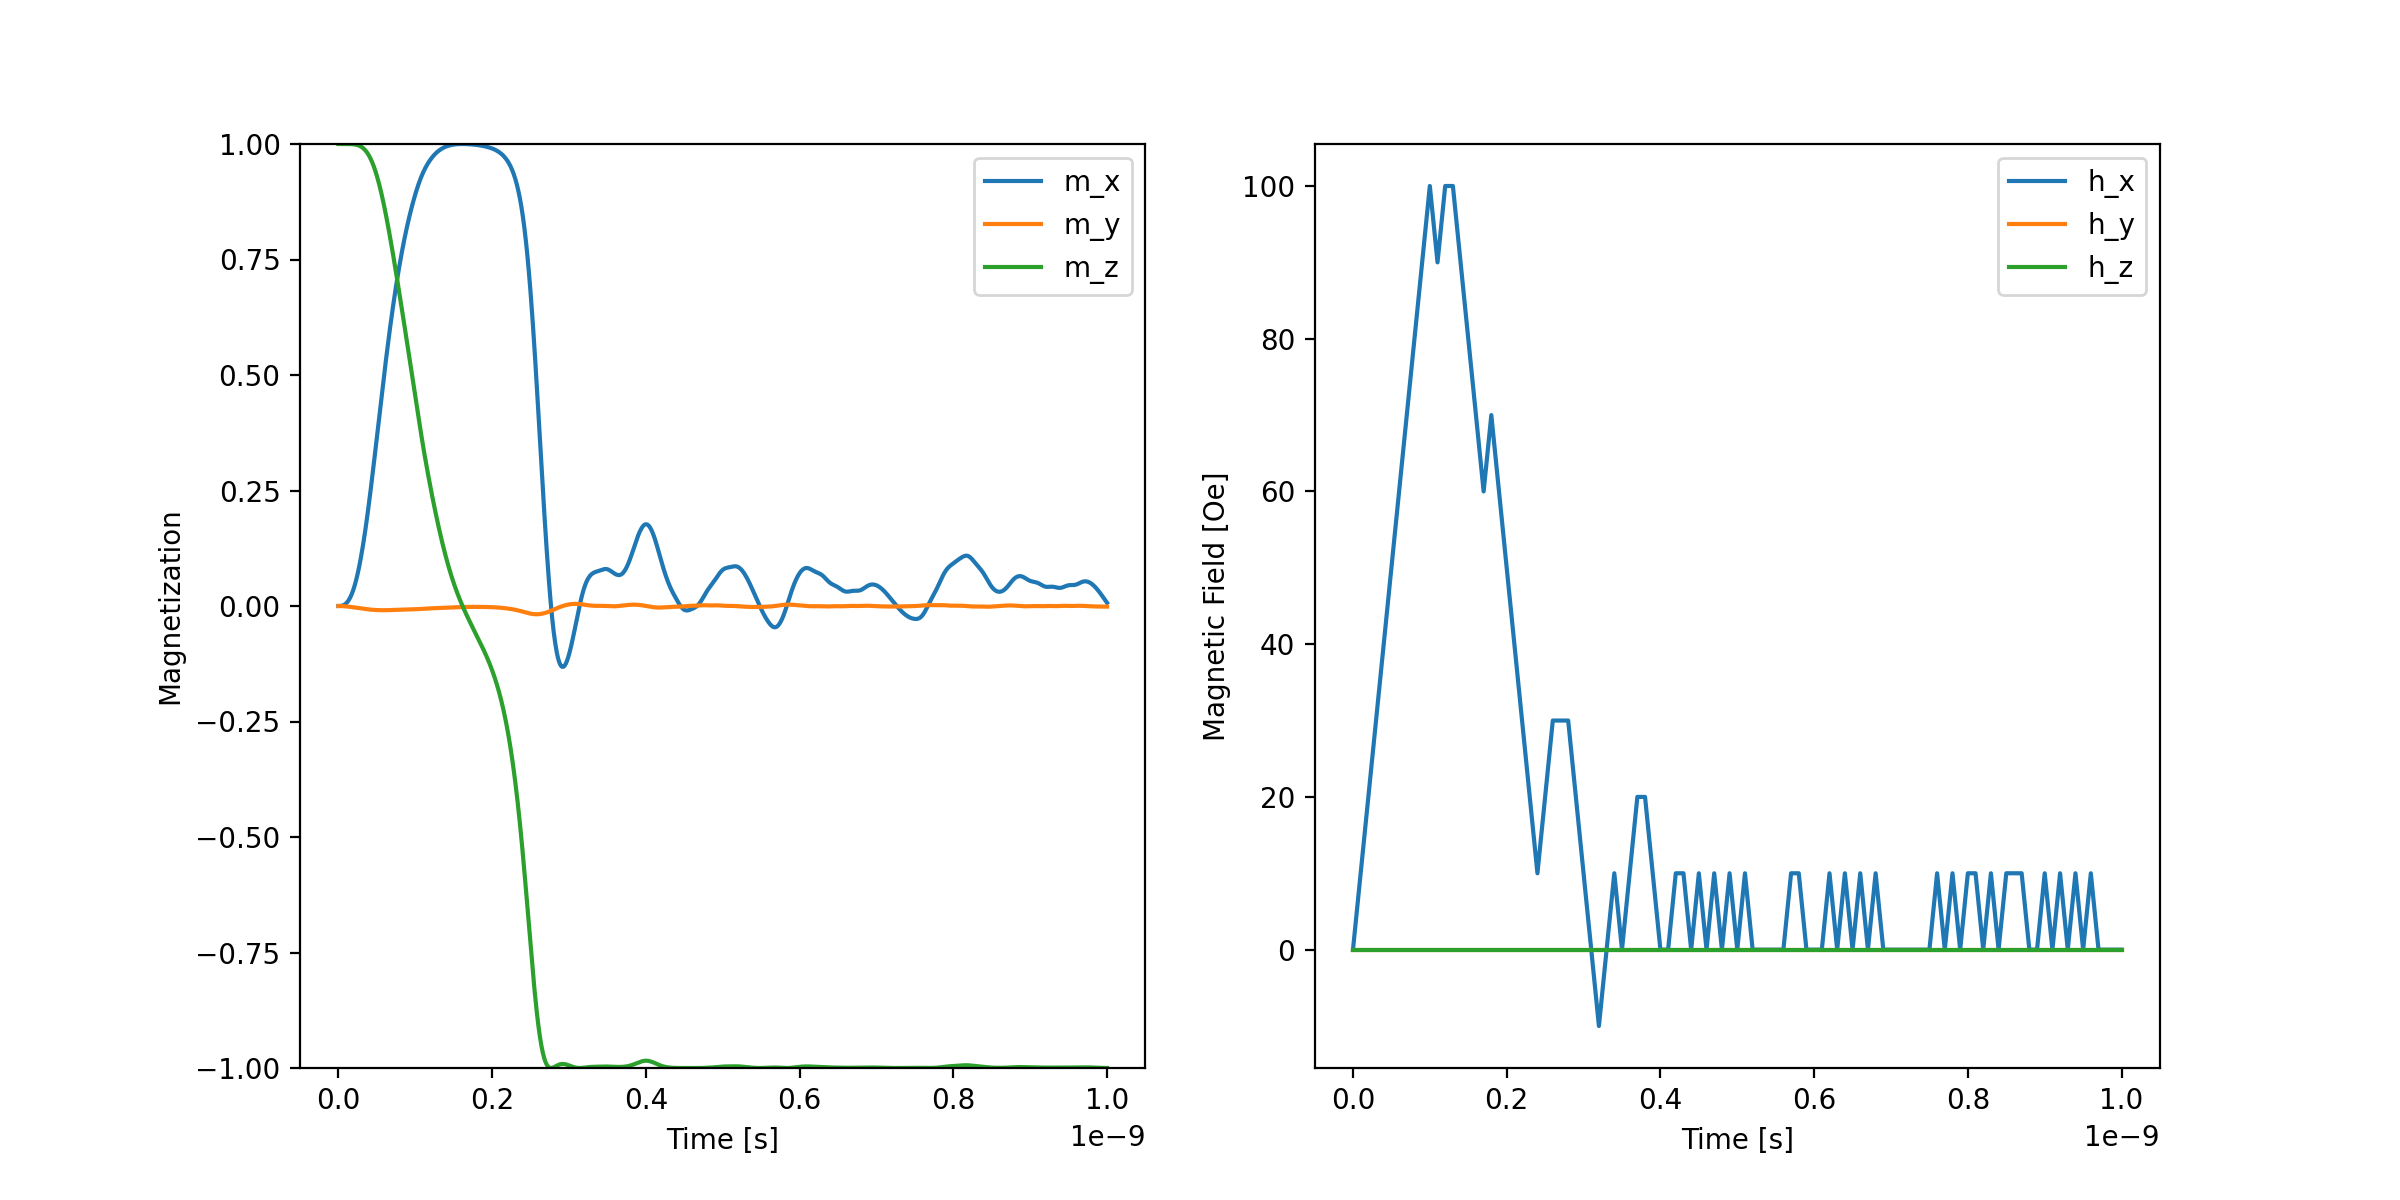 Magnetization
1.00
0.75
0.50
0.25
0.00
−0.25
−0.50
−0.75
−1.00
0.0 0.2 0.4 0.6 0.8 1.0
Time [s]
1e−9
m_x
m_y
m_z
Magnetic Field [Oe]
100
80
60
40
20
0
0.0 0.2 0.4 0.6 0.8 1.0
Time [s]
1e−9
h_x
h_y
h_z